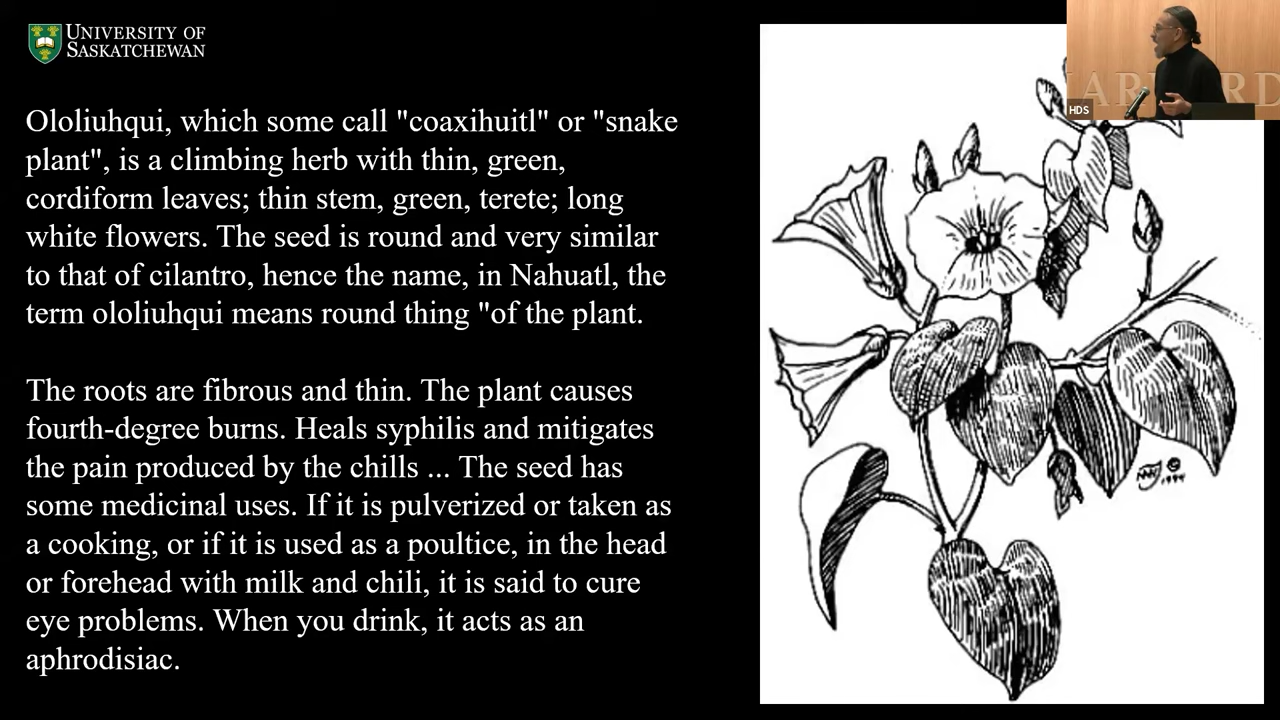 UNIVERSITY OF
SASKATCHEWAN
HDS
Ololiuhqui, which some call "coaxihuitl" or "snake
plant", is a climbing herb with thin, green,
cordiform leaves; thin stem, green, terete; long
white flowers. The seed is round and very similar
to that of cilantro, hence the name, in Nahuatl, the
term ololiuhqui means round thing "of the plant.
The roots are fibrous and thin. The plant causes
fourth-degree burns. Heals syphilis and mitigates
the pain produced by the chills ... The seed has
some medicinal uses. If it is pulverized or taken as
a cooking, or if it is used as a poultice, in the head
or forehead with milk and chili, it is said to cure
eye problems. When you drink, it acts as an
aphrodisiac.
©
1994